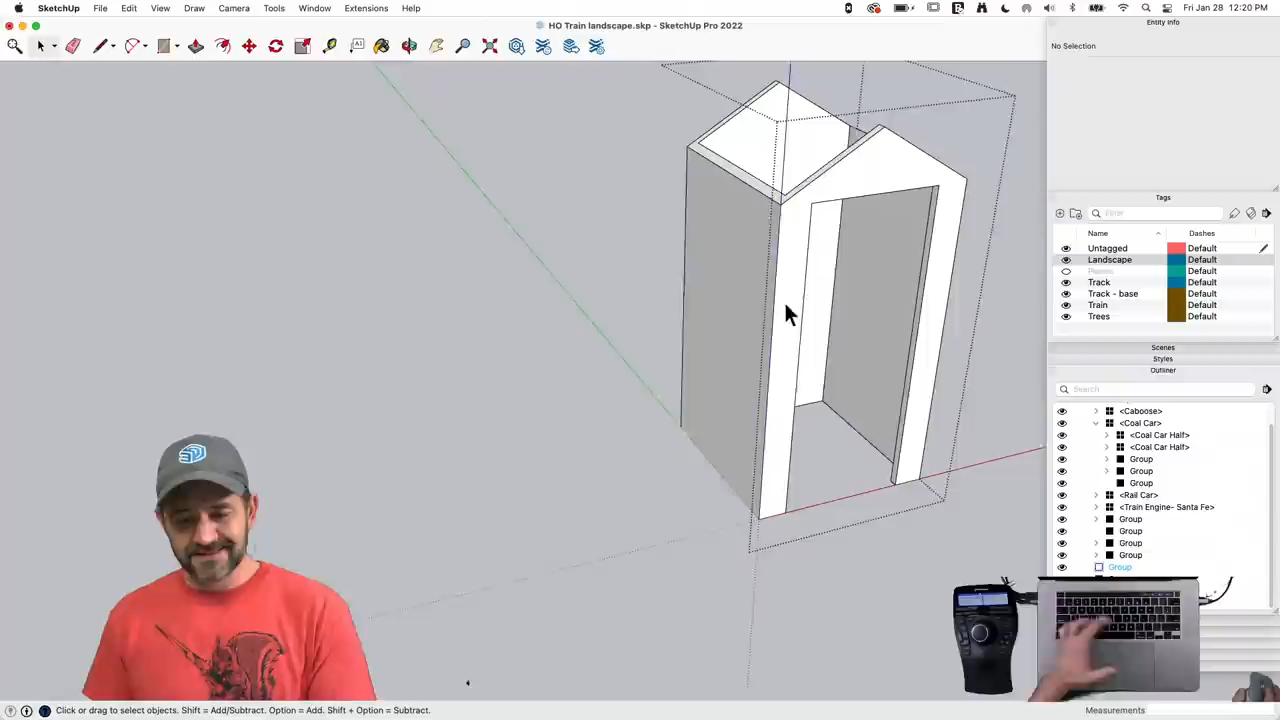 SketchUp File Edit View Draw Camera Tools Window Extensions Help Fri Jan 28 12:20 PM
HO Train landscape.skp - SketchUp Pro 2022
Entity Info
No Selection
Tags
Filter
Name Dashes
Untagged Default
Landscape Default
Default
Track Default
Track - base Default
Train Default
Trees Default
Scenes
Styles
Outliner
Search
<Caboose>
<Coal Car>
<Coal Car Half>
<Coal Car Half>
Group
Group
Group
<Rail Car>
<Train Engine- Santa Fe>
Group
Group
Group
Group
Group
Click or drag to select objects. Shift = Add/Subtract. Option = Add. Shift + Option = Subtract.
Measurements